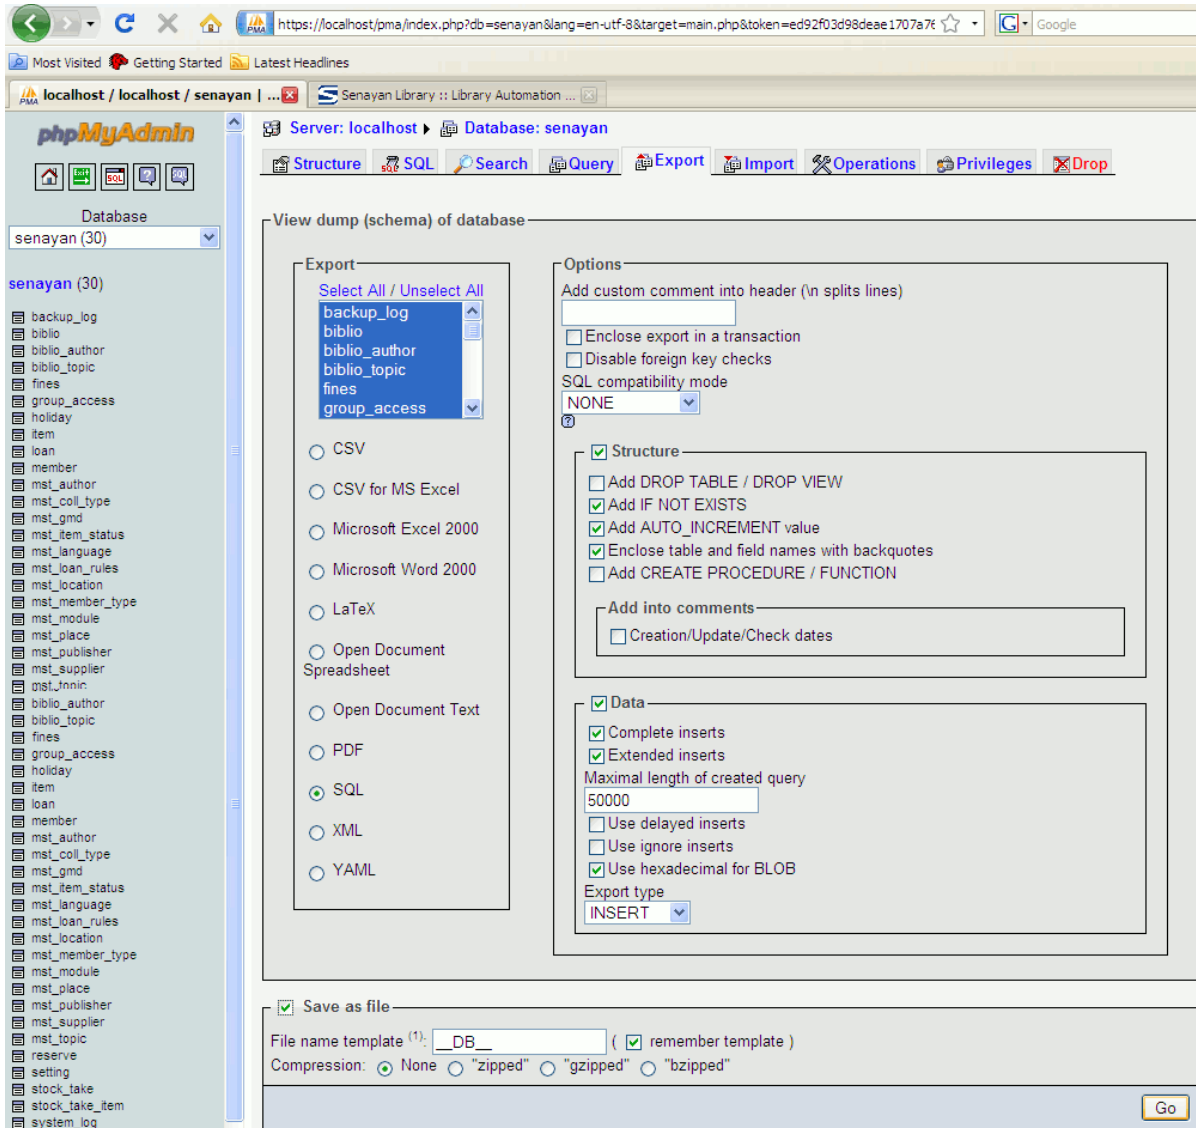 https://localhost/pma/index.php?db=senayan&lang=en-utf-8&target=main.php&token=ed92f03d98deae1707a76
Google
Most Visited Getting Started Latest Headlines
localhost / localhost / senayan | ...
Senayan Library :: Library Automation ...
phpMyAdmin
Database
senayan (30)
senayan (30)
backup_log
biblio
biblio_author
biblio_topic
fines
group_access
holiday
item
loan
member
mst_author
mst_coll_type
mst_gmd
mst_item_status
mst_language
mst_loan_rules
mst_location
mst_member_type
mst_module
mst_place
mst_publisher
mst_supplier
mst_topic
biblio_author
biblio_topic
fines
group_access
holiday
item
loan
member
mst_author
mst_coll_type
mst_gmd
mst_item_status
mst_language
mst_loan_rules
mst_location
mst_member_type
mst_module
mst_place
mst_publisher
mst_supplier
mst_topic
reserve
setting
stock_take
stock_take_item
system_log
Server: localhost Database: senayan
Structure SQL Search Query Export Import Operations Privileges Drop
View dump (schema) of database
Export
Select All / Unselect All
backup_log
biblio
biblio_author
biblio_topic
fines
group_access
CSV
CSV for MS Excel
Microsoft Excel 2000
Microsoft Word 2000
LaTeX
Open Document
Spreadsheet
Open Document Text
PDF
SQL
XML
YAML
Options
Add custom comment into header (\n splits lines)
Enclose export in a transaction
Disable foreign key checks
SQL compatibility mode
NONE
Structure
Add DROP TABLE / DROP VIEW
Add IF NOT EXISTS
Add AUTO_INCREMENT value
Enclose table and field names with backquotes
Add CREATE PROCEDURE / FUNCTION
Add into comments
Creation/Update/Check dates
Data
Complete inserts
Extended inserts
Maximal length of created query
50000
Use delayed inserts
Use ignore inserts
Use hexadecimal for BLOB
Export type
INSERT
Save as file
File name template (1): __DB__ ( remember template )
Compression: None "zipped" "gzipped" "bzipped"
Go